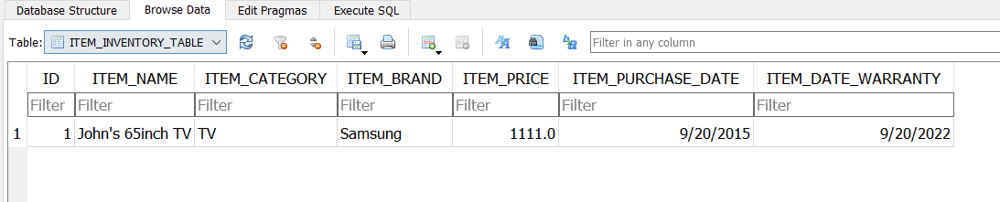 Database Structure Browse Data Edit Pragmas Execute SQL
Table: ITEM_INVENTORY_TABLE Filter in any column
ID ITEM_NAME ITEM_CATEGORY ITEM_BRAND ITEM_PRICE ITEM_PURCHASE_DATE ITEM_DATE_WARRANTY
Filter Filter Filter Filter Filter Filter Filter
1 1 John's 65inch TV TV Samsung 1111.0 9/20/2015 9/20/2022